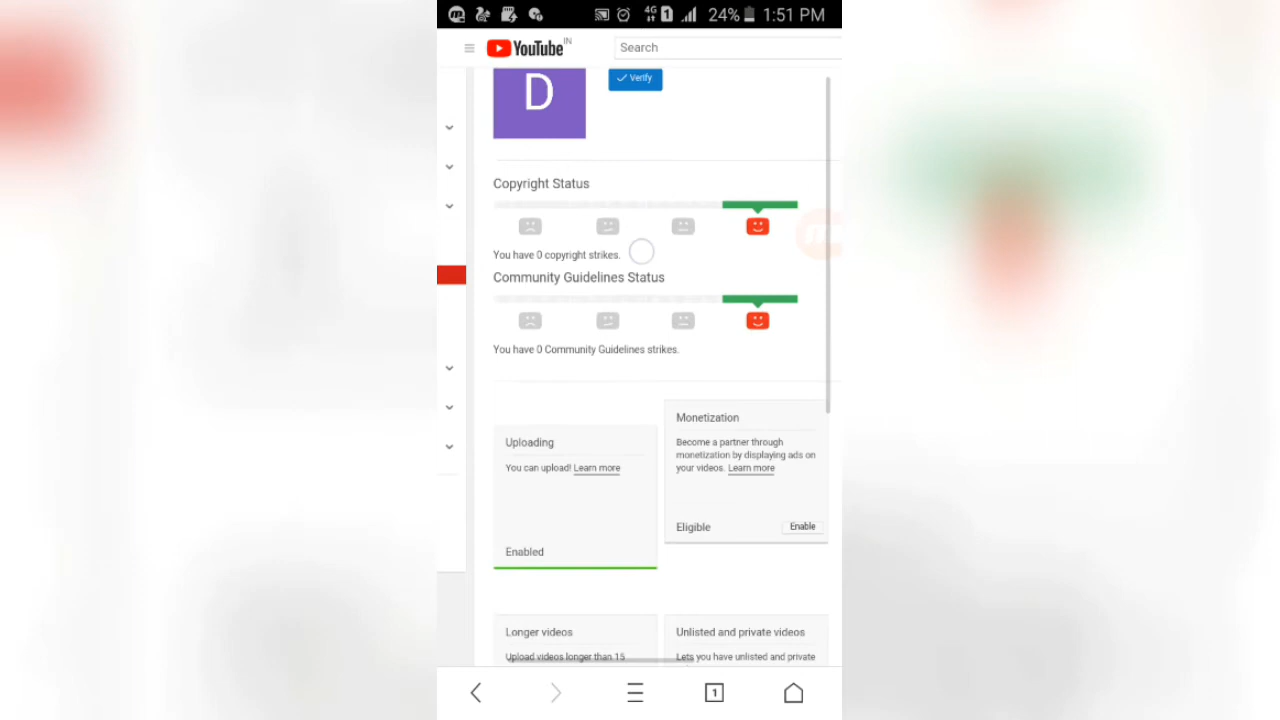 4G 1 24% 1:51 PM
YouTube IN Search
D Verify
Copyright Status
You have 0 copyright strikes.
Community Guidelines Status
You have 0 Community Guidelines strikes.
Monetization
Become a partner through
monetization by displaying ads on
your videos. Learn more
Eligible Enable
Uploading
You can upload! Learn more
Enabled
Longer videos
Upload videos longer than 15
Unlisted and private videos
Lets you have unlisted and private
1